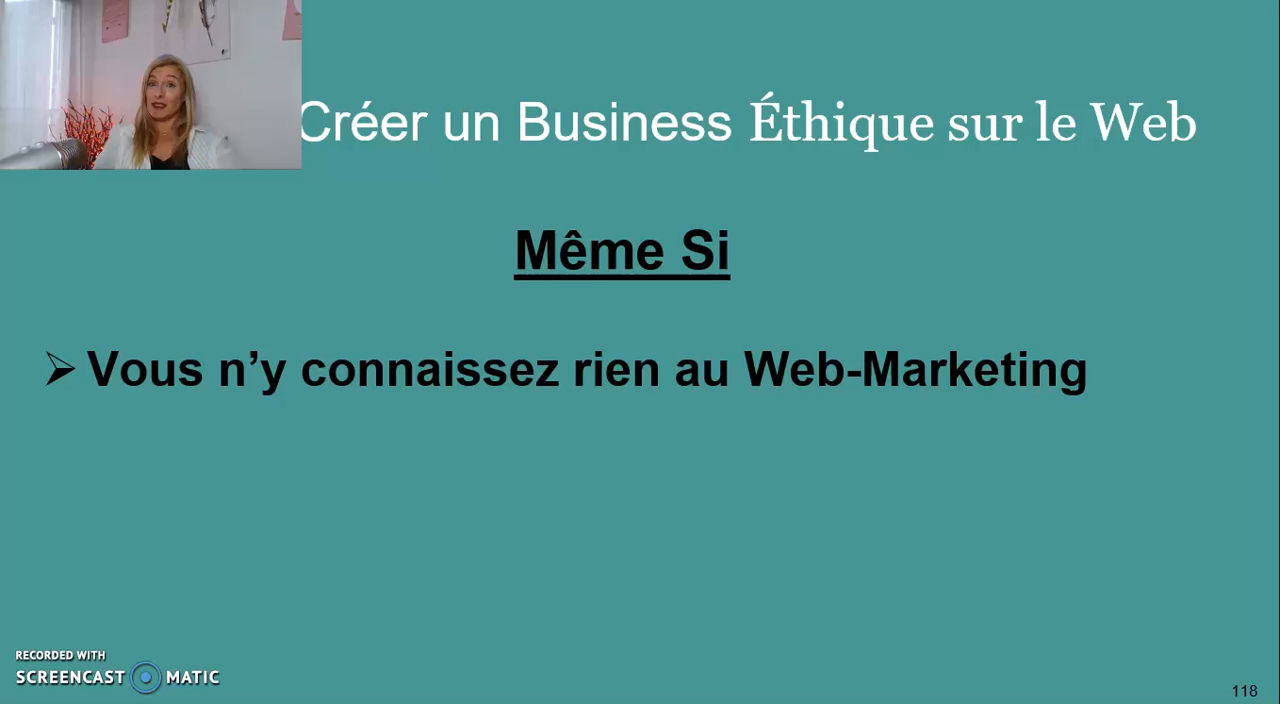 Créer un Business Éthique sur le Web
Même Si
➢ Vous n’y connaissez rien au Web-Marketing
RECORDED WITH
SCREENCAST MATIC
118